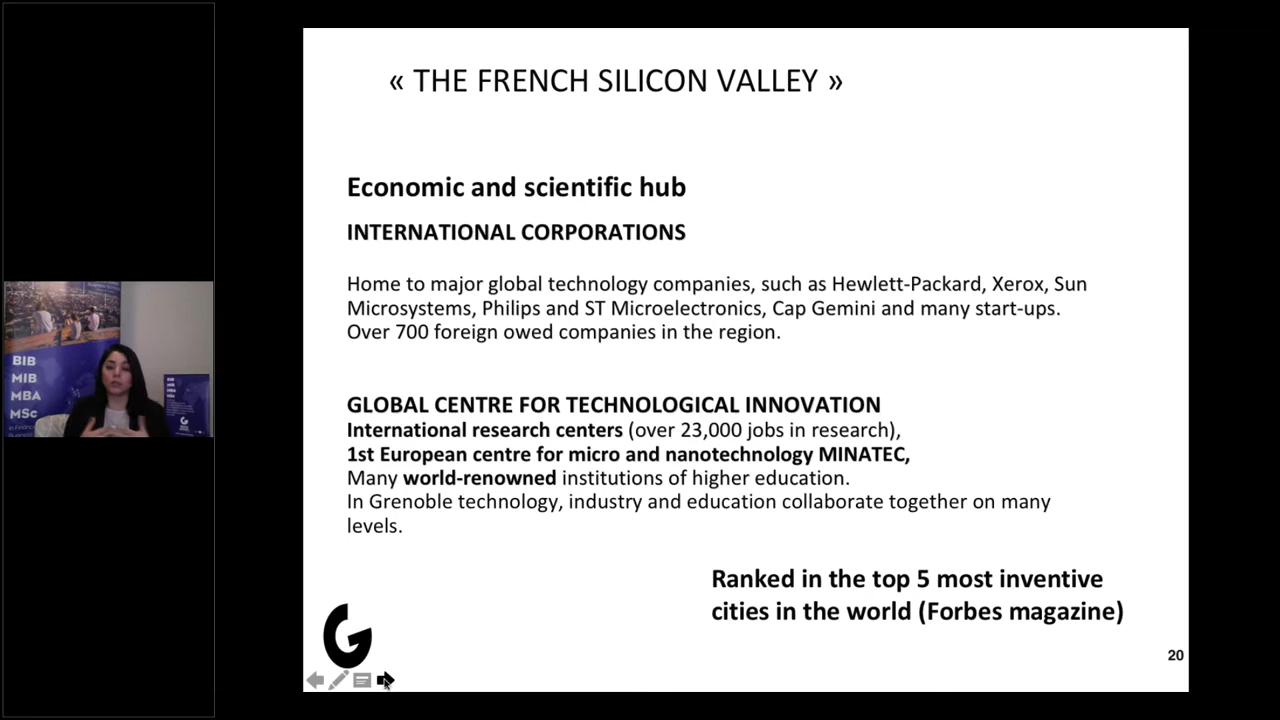 « THE FRENCH SILICON VALLEY »
Economic and scientific hub
INTERNATIONAL CORPORATIONS
Home to major global technology companies, such as Hewlett-Packard, Xerox, Sun
Microsystems, Philips and ST Microelectronics, Cap Gemini and many start-ups.
Over 700 foreign owed companies in the region.
GLOBAL CENTRE FOR TECHNOLOGICAL INNOVATION
International research centers (over 23,000 jobs in research),
1st European centre for micro and nanotechnology MINATEC,
Many world-renowned institutions of higher education.
In Grenoble technology, industry and education collaborate together on many
levels.
Ranked in the top 5 most inventive
cities in the world (Forbes magazine)
20
BIB
MIB
MBA
MSc